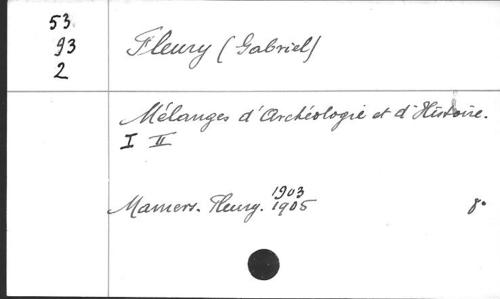 53
93
2
Fleury (Gabriel)
Mélanges d'Archéologie et d'Histoire.
I II
Mamers. Fleury. 1903
1905
8°